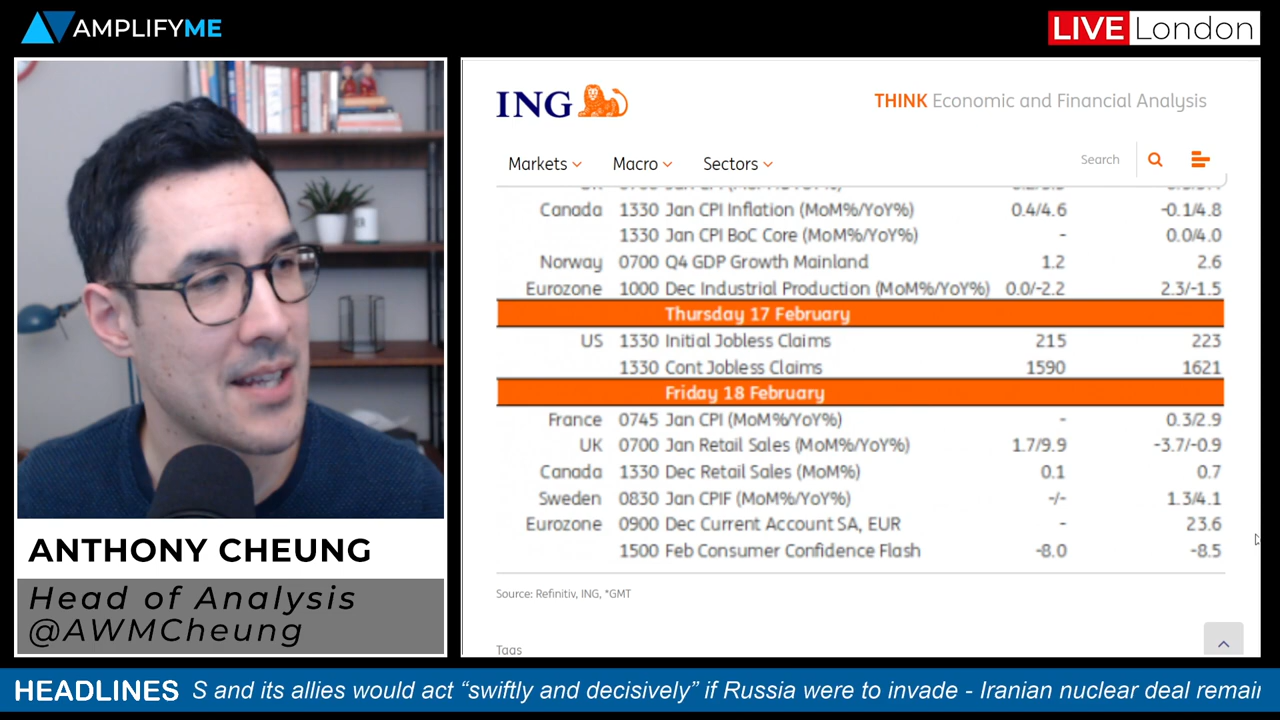 AMPLIFYME
LIVE London
ING
THINK Economic and Financial Analysis
Markets Macro Sectors Search
Canada 1330 Jan CPI Inflation (MoM%/YoY%) 0.4/4.6 -0.1/4.8
1330 Jan CPI BoC Core (MoM%/YoY%) - 0.0/4.0
Norway 0700 Q4 GDP Growth Mainland 1.2 2.6
Eurozone 1000 Dec Industrial Production (MoM%/YoY%) 0.0/-2.2 2.3/-1.5
Thursday 17 February
US 1330 Initial Jobless Claims 215 223
1330 Cont Jobless Claims 1590 1621
Friday 18 February
France 0745 Jan CPI (MoM%/YoY%) - 0.3/2.9
UK 0700 Jan Retail Sales (MoM%/YoY%) 1.7/9.9 -3.7/-0.9
Canada 1330 Dec Retail Sales (MoM%) 0.1 0.7
Sweden 0830 Jan CPIF (MoM%/YoY%) -/- 1.3/4.1
Eurozone 0900 Dec Current Account SA, EUR - 23.6
1500 Feb Consumer Confidence Flash -8.0 -8.5
Source: Refinitiv, ING, *GMT
Tags
ANTHONY CHEUNG
Head of Analysis
@AWMCheung
HEADLINES S and its allies would act “swiftly and decisively” if Russia were to invade - Iranian nuclear deal remai